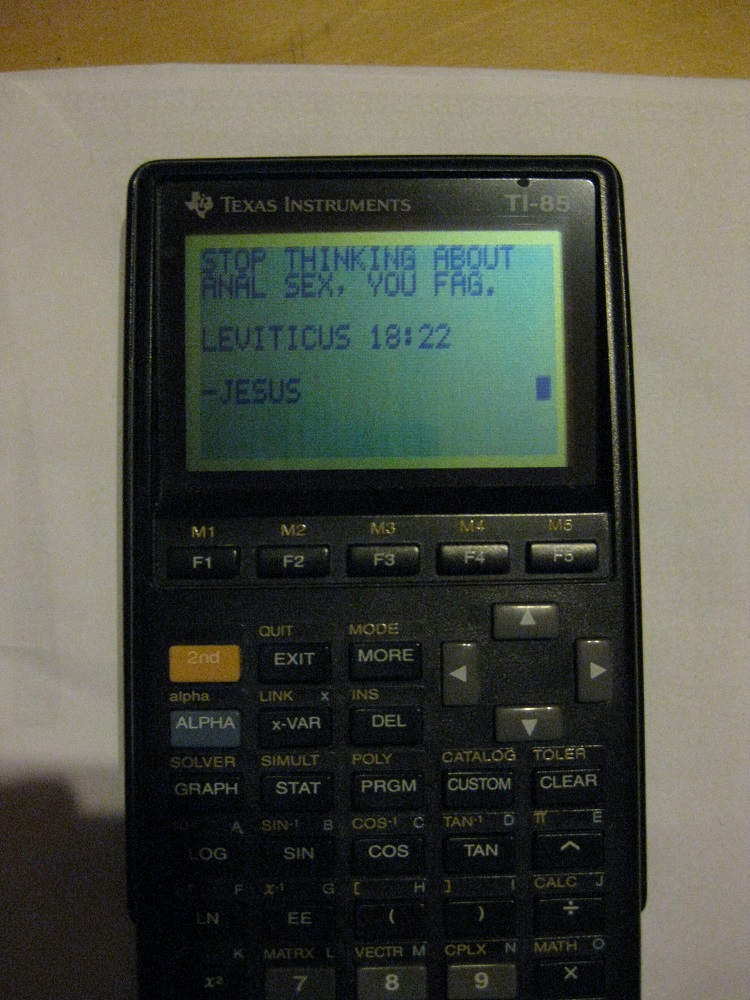 TEXAS INSTRUMENTS TI-85
STOP THINKING ABOUT
ANAL SEX, YOU FAG.
LEVITICUS 18:22
-JESUS
M1 M2 M3 M4 M5
F1 F2 F3 F4 F5
QUIT MODE
2nd EXIT MORE
alpha LINK x INS
ALPHA x-VAR DEL
SOLVER SIMULT POLY CATALOG TOLER
GRAPH STAT PRGM CUSTOM CLEAR
A SIN⁻¹ B COS⁻¹ C TAN⁻¹ D π E
LOG SIN COS TAN ^
F x⁻¹ G [ H ] I CALC J
LN EE ( ) ÷
K MATRX L VECTR M CPLX N MATH O
x² 7 8 9 ×